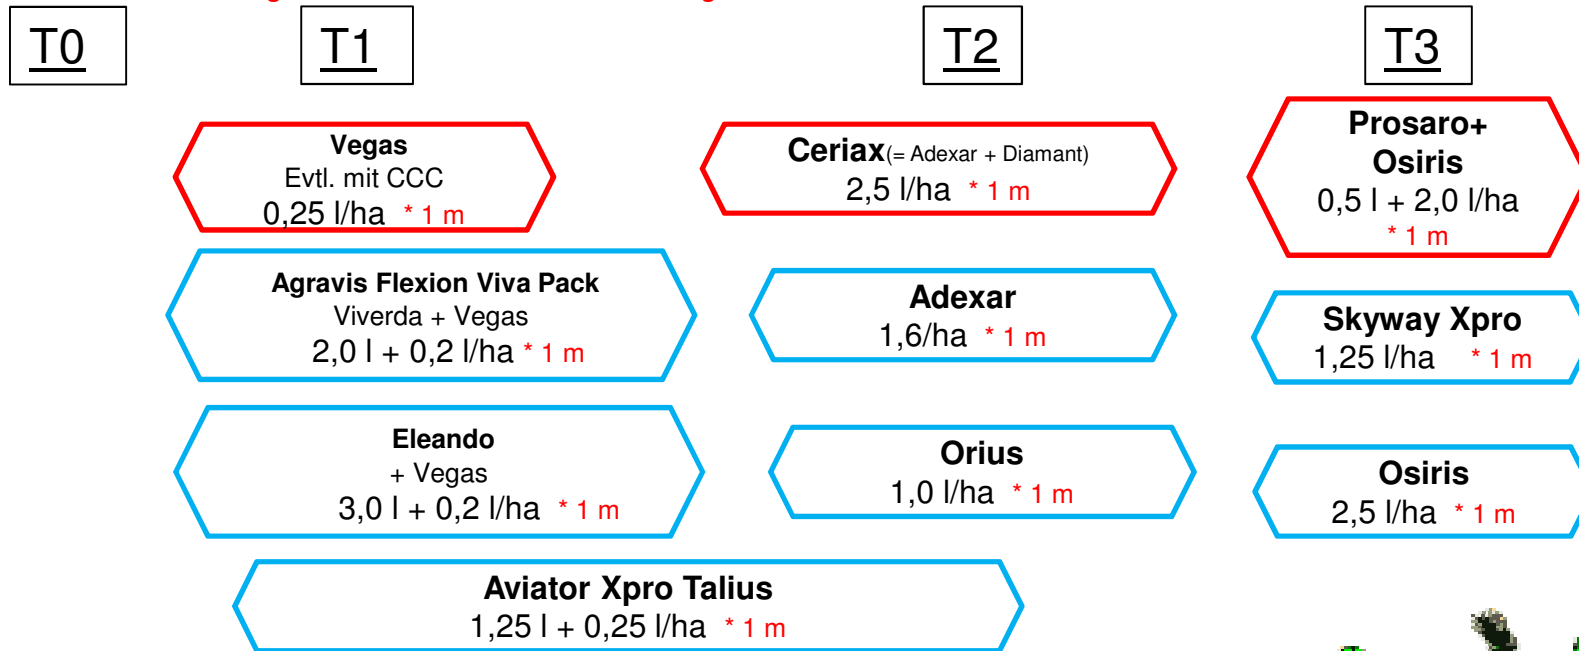 T0
T1
T2
T3
Vegas
Evtl. mit CCC
0,25 l/ha * 1 m
Ceriax(= Adexar + Diamant)
2,5 l/ha * 1 m
Prosaro+
Osiris
0,5 l + 2,0 l/ha
* 1 m
Agravis Flexion Viva Pack
Viverda + Vegas
2,0 l + 0,2 l/ha * 1 m
Adexar
1,6/ha * 1 m
Skyway Xpro
1,25 l/ha * 1 m
Eleando
+ Vegas
3,0 l + 0,2 l/ha * 1 m
Orius
1,0 l/ha * 1 m
Osiris
2,5 l/ha * 1 m
Aviator Xpro Talius
1,25 l + 0,25 l/ha * 1 m